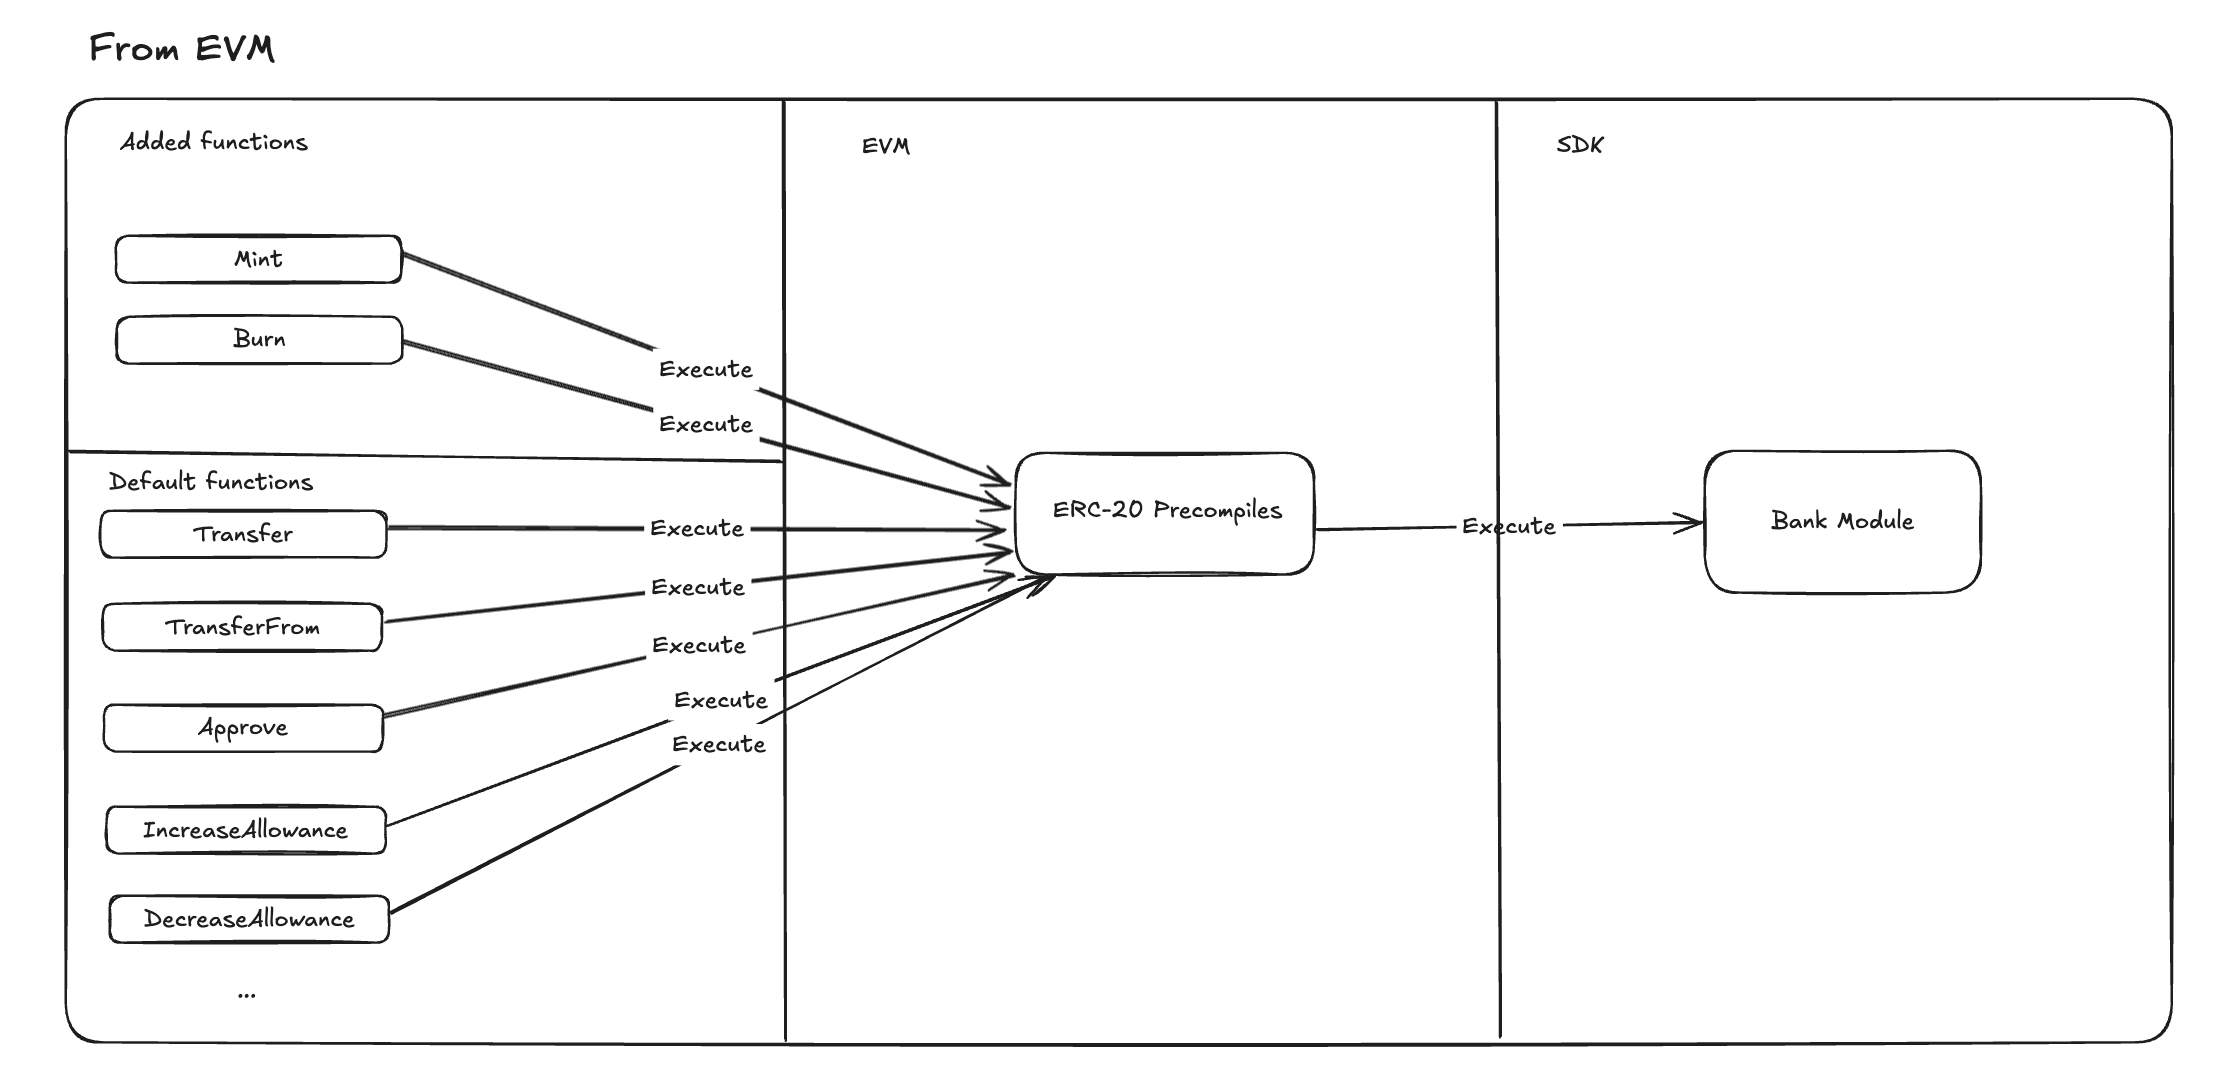 From EVM
Added functions
EVM
SDK
Mint
Burn
Execute
Execute
Default functions
Transfer
Execute
ERC-20 Precompiles
Execute
Bank Module
TransferFrom
Execute
Approve
Execute
IncreaseAllowance
Execute
DecreaseAllowance
Execute
...